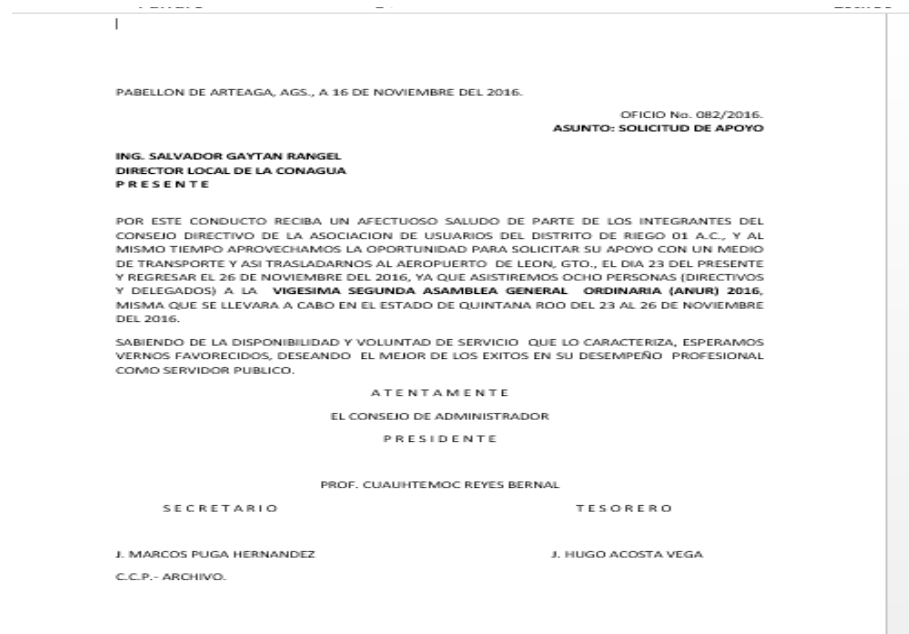 PABELLON DE ARTEAGA, AGS., A 16 DE NOVIEMBRE DEL 2016.
OFICIO No. 082/2016.
ASUNTO: SOLICITUD DE APOYO
ING. SALVADOR GAYTAN RANGEL
DIRECTOR LOCAL DE LA CONAGUA
P R E S E N T E
POR ESTE CONDUCTO RECIBA UN AFECTUOSO SALUDO DE PARTE DE LOS INTEGRANTES DEL
CONSEJO DIRECTIVO DE LA ASOCIACION DE USUARIOS DEL DISTRITO DE RIEGO 01 A.C., Y AL
MISMO TIEMPO APROVECHAMOS LA OPORTUNIDAD PARA SOLICITAR SU APOYO CON UN MEDIO
DE TRANSPORTE Y ASI TRASLADARNOS AL AEROPUERTO DE LEON, GTO., EL DIA 23 DEL PRESENTE
Y REGRESAR EL 26 DE NOVIEMBRE DEL 2016, YA QUE ASISTIREMOS OCHO PERSONAS (DIRECTIVOS
Y DELEGADOS) A LA VIGESIMA SEGUNDA ASAMBLEA GENERAL ORDINARIA (ANUR) 2016,
MISMA QUE SE LLEVARA A CABO EN EL ESTADO DE QUINTANA ROO DEL 23 AL 26 DE NOVIEMBRE
DEL 2016.
SABIENDO DE LA DISPONIBILIDAD Y VOLUNTAD DE SERVICIO QUE LO CARACTERIZA, ESPERAMOS
VERNOS FAVORECIDOS, DESEANDO EL MEJOR DE LOS EXITOS EN SU DESEMPEÑO PROFESIONAL
COMO SERVIDOR PUBLICO.
A T E N T A M E N T E
EL CONSEJO DE ADMINISTRADOR
P R E S I D E N T E
PROF. CUAUHTEMOC REYES BERNAL
S E C R E T A R I O T E S O R E R O
J. MARCOS PUGA HERNANDEZ J. HUGO ACOSTA VEGA
C.C.P.- ARCHIVO.